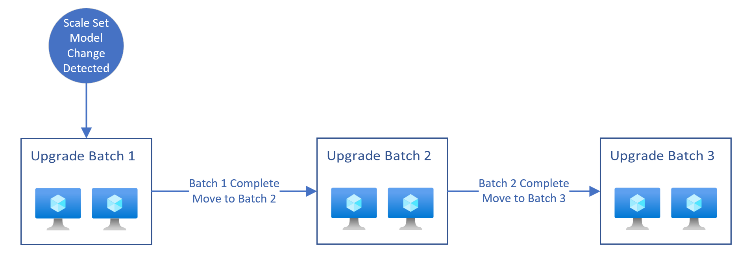 Scale Set
Model
Change
Detected
Upgrade Batch 1
Batch 1 Complete
Move to Batch 2
Upgrade Batch 2
Batch 2 Complete
Move to Batch 3
Upgrade Batch 3